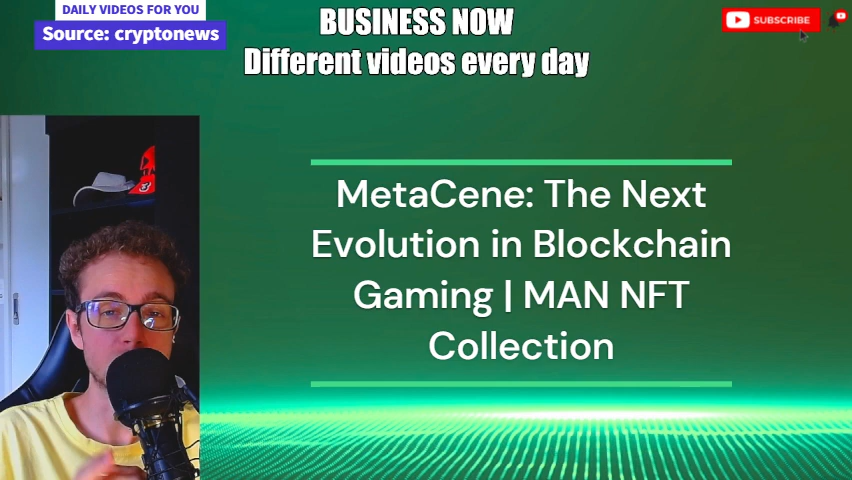 DAILY VIDEOS FOR YOU
Source: cryptonews
BUSINESS NOW
Different videos every day
SUBSCRIBE
MetaCene: The Next
Evolution in Blockchain
Gaming | MAN NFT
Collection